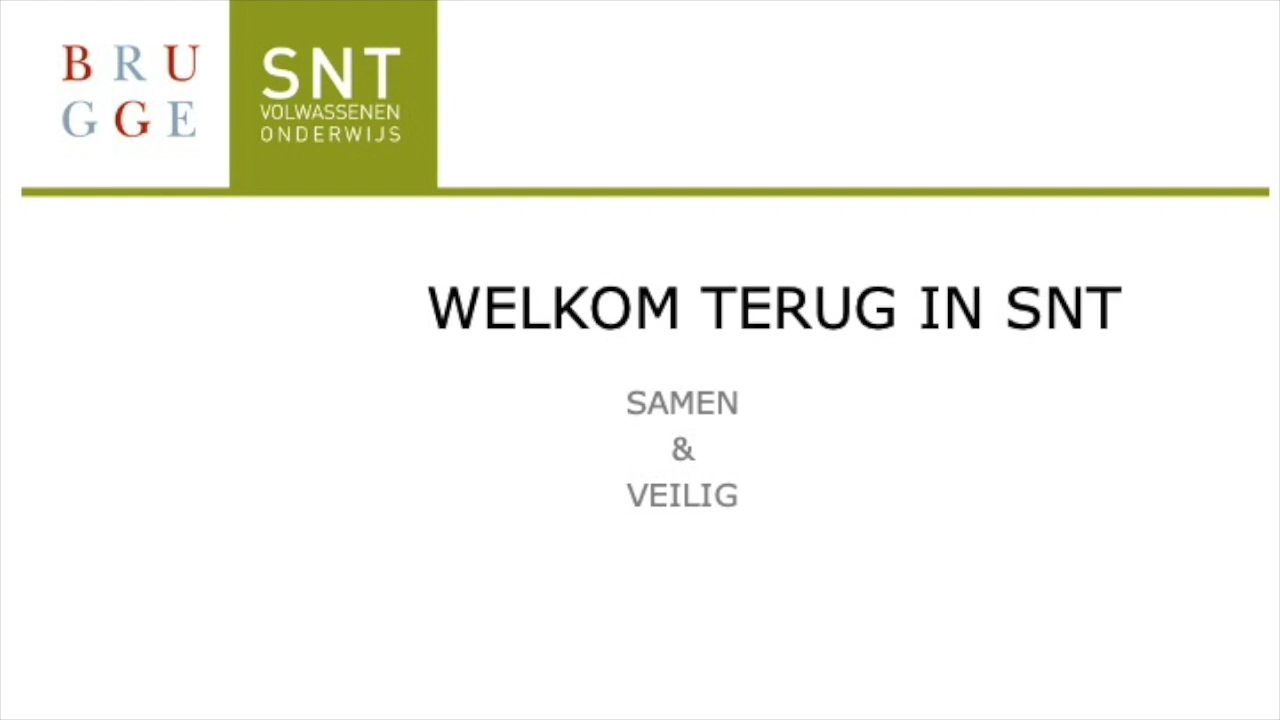 B R U
G G E
SNT
VOLWASSENEN
ONDERWIJS
WELKOM TERUG IN SNT
SAMEN
&
VEILIG